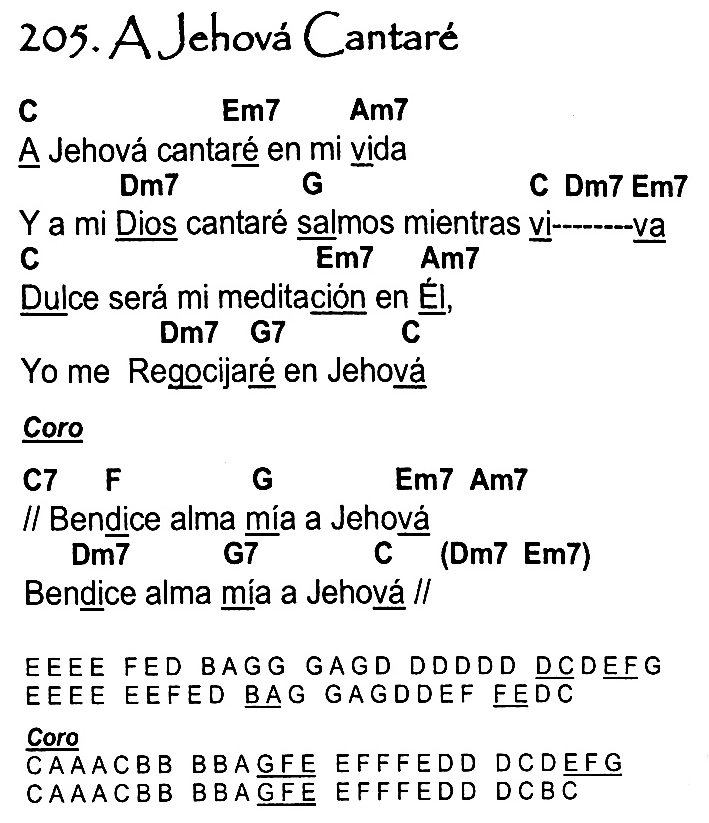 205. A Jehová Cantaré
C Em7 Am7
A Jehová cantaré en mi vida
Dm7 G C Dm7 Em7
Y a mi Dios cantaré salmos mientras vi--------va
C Em7 Am7
Dulce será mi meditación en Él,
Dm7 G7 C
Yo me Regocijaré en Jehová
Coro
C7 F G Em7 Am7
// Bendice alma mía a Jehová
Dm7 G7 C (Dm7 Em7)
Bendice alma mía a Jehová //
EEEE FED BAGG GAGD DDDDD DCDEFG
EEEE EEFED BAG GAGDDEF FEDC
Coro
CAAACBB BBAGFE EFFFEDD DCDEFG
CAAACBB BBAGFE EFFFEDD DCBC